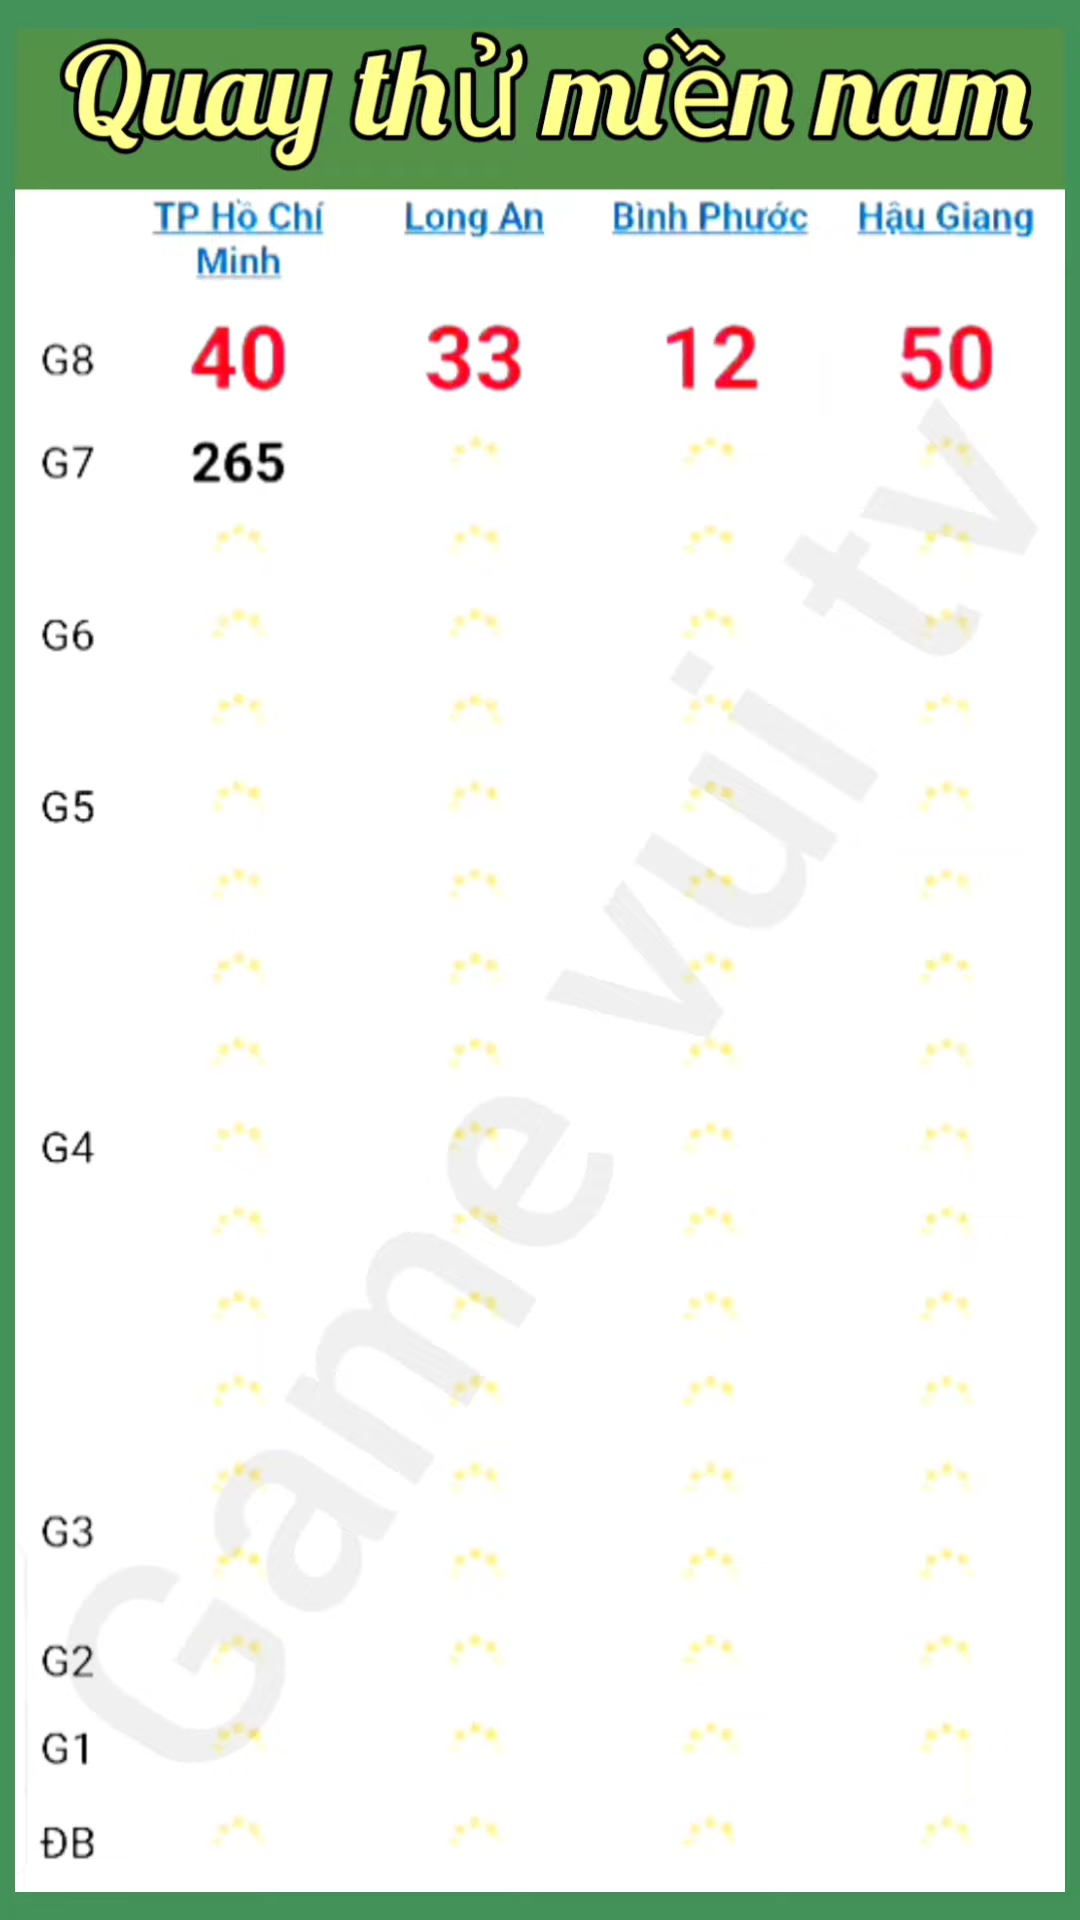 Quay thử miền nam
TP Hồ Chí Minh Long An Bình Phước Hậu Giang
G8 40 33 12 50
G7 265
G6
G5
G4
G3
G2
G1
ĐB
Game vui tv